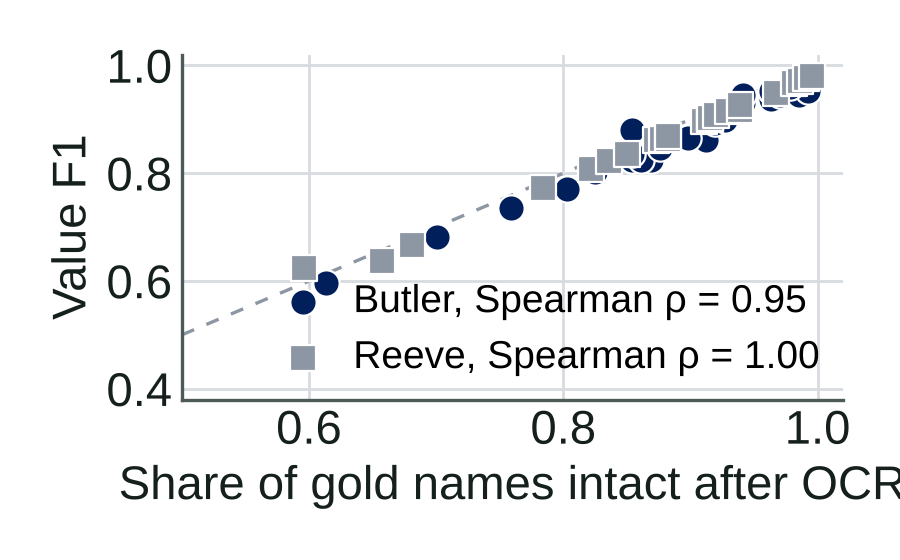 1.0
0.8
0.6
0.4
Value F1
Butler, Spearman ρ = 0.95
Reeve, Spearman ρ = 1.00
0.6 0.8 1.0
Share of gold names intact after OCR